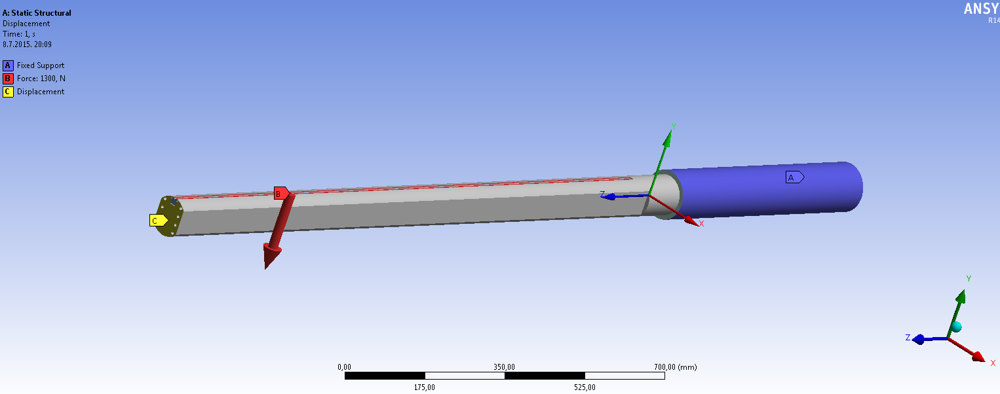 A: Static Structural
Displacement
Time: 1, s
8.7.2015. 20:09
A Fixed Support
B Force: 1300, N
C Displacement
ANSY
R14
Y
A
B
Z
C
X
Y
Z
X
0,00 350,00 700,00 (mm)
175,00 525,00